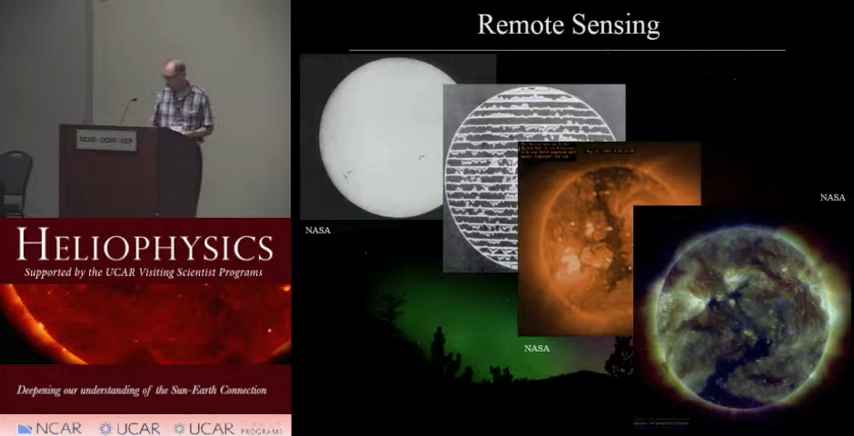 Remote Sensing
NCAR-UCAR-UCP
HELIOPHYSICS
Supported by the UCAR Visiting Scientist Programs
Deepening our understanding of the Sun-Earth Connection
NCAR UCAR UCAR PROGRAMS
NASA
NASA
NASA